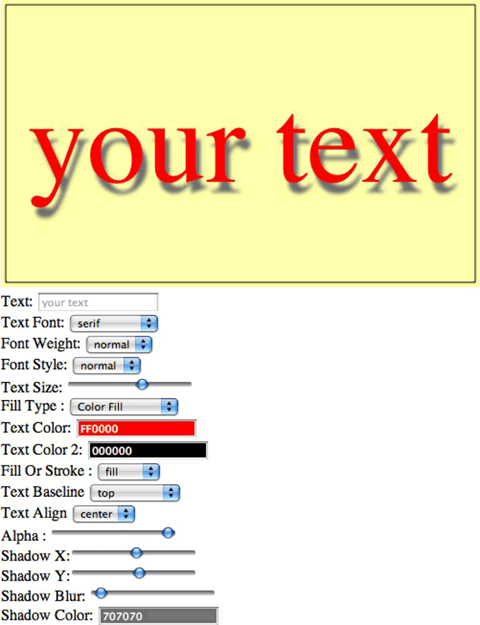 your text
Text: your text
Text Font: serif
Font Weight: normal
Font Style: normal
Text Size:
Fill Type : Color Fill
Text Color: FF0000
Text Color 2: 000000
Fill Or Stroke : fill
Text Baseline top
Text Align center
Alpha :
Shadow X:
Shadow Y:
Shadow Blur:
Shadow Color: 707070